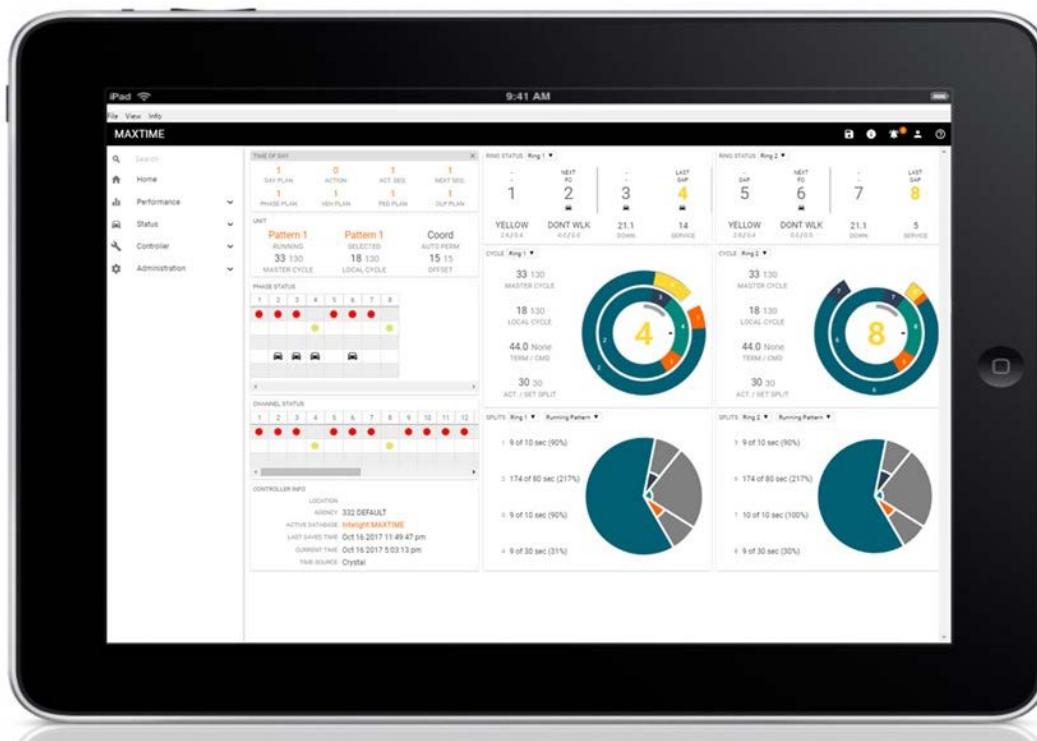 iPad
9:41 AM
File View Info
MAXTIME
Search
Home
Performance
Status
Controller
Administration
TIME OF DAY
1 0 1 1
DAY PLAN ACTION ACT. SEQ. NEXT SEQ.
1 1 1 1
PHASE PLAN VEH PLAN PED PLAN OLP PLAN
UNIT
Pattern 1 Pattern 1 Coord
RUNNING SELECTED AUTO PERM
33 130 18 130 15 15
MASTER CYCLE LOCAL CYCLE OFFSET
PHASE STATUS
1 2 3 4 5 6 7 8
CHANNEL STATUS
1 2 3 4 5 6 7 8 9 10 11 12
CONTROLLER INFO
LOCATION
AGENCY 332 DEFAULT
ACTIVE DATABASE Intelight MAXTIME
LAST SAVED TIME Oct 16 2017 11:49:47 pm
CURRENT TIME Oct 16 2017 5:03:13 pm
TIME SOURCE Crystal
RING STATUS Ring 1
- NEXT - LAST
- FO - GAP
1 2 3 4
YELLOW DONT WLK 21.1 14
DOWN SERVICE
CYCLE Ring 1
33 130
MASTER CYCLE
18 130
LOCAL CYCLE
44.0 None
TERM / CMD
30 30
ACT. / SET SPLIT
4
SPLITS Ring 1 Running Pattern
9 of 10 sec (90%)
174 of 80 sec (217%)
9 of 10 sec (90%)
4 9 of 30 sec (31%)
RING STATUS Ring 2
- NEXT - LAST
GAP FO - GAP
5 6 7 8
YELLOW DONT WLK 21.1 5
DOWN SERVICE
CYCLE Ring 2
33 130
MASTER CYCLE
18 130
LOCAL CYCLE
44.0 None
TERM / CMD
30 30
ACT. / SET SPLIT
8
SPLITS Ring 2 Running Pattern
9 of 10 sec (90%)
174 of 80 sec (217%)
10 of 10 sec (100%)
9 of 30 sec (30%)